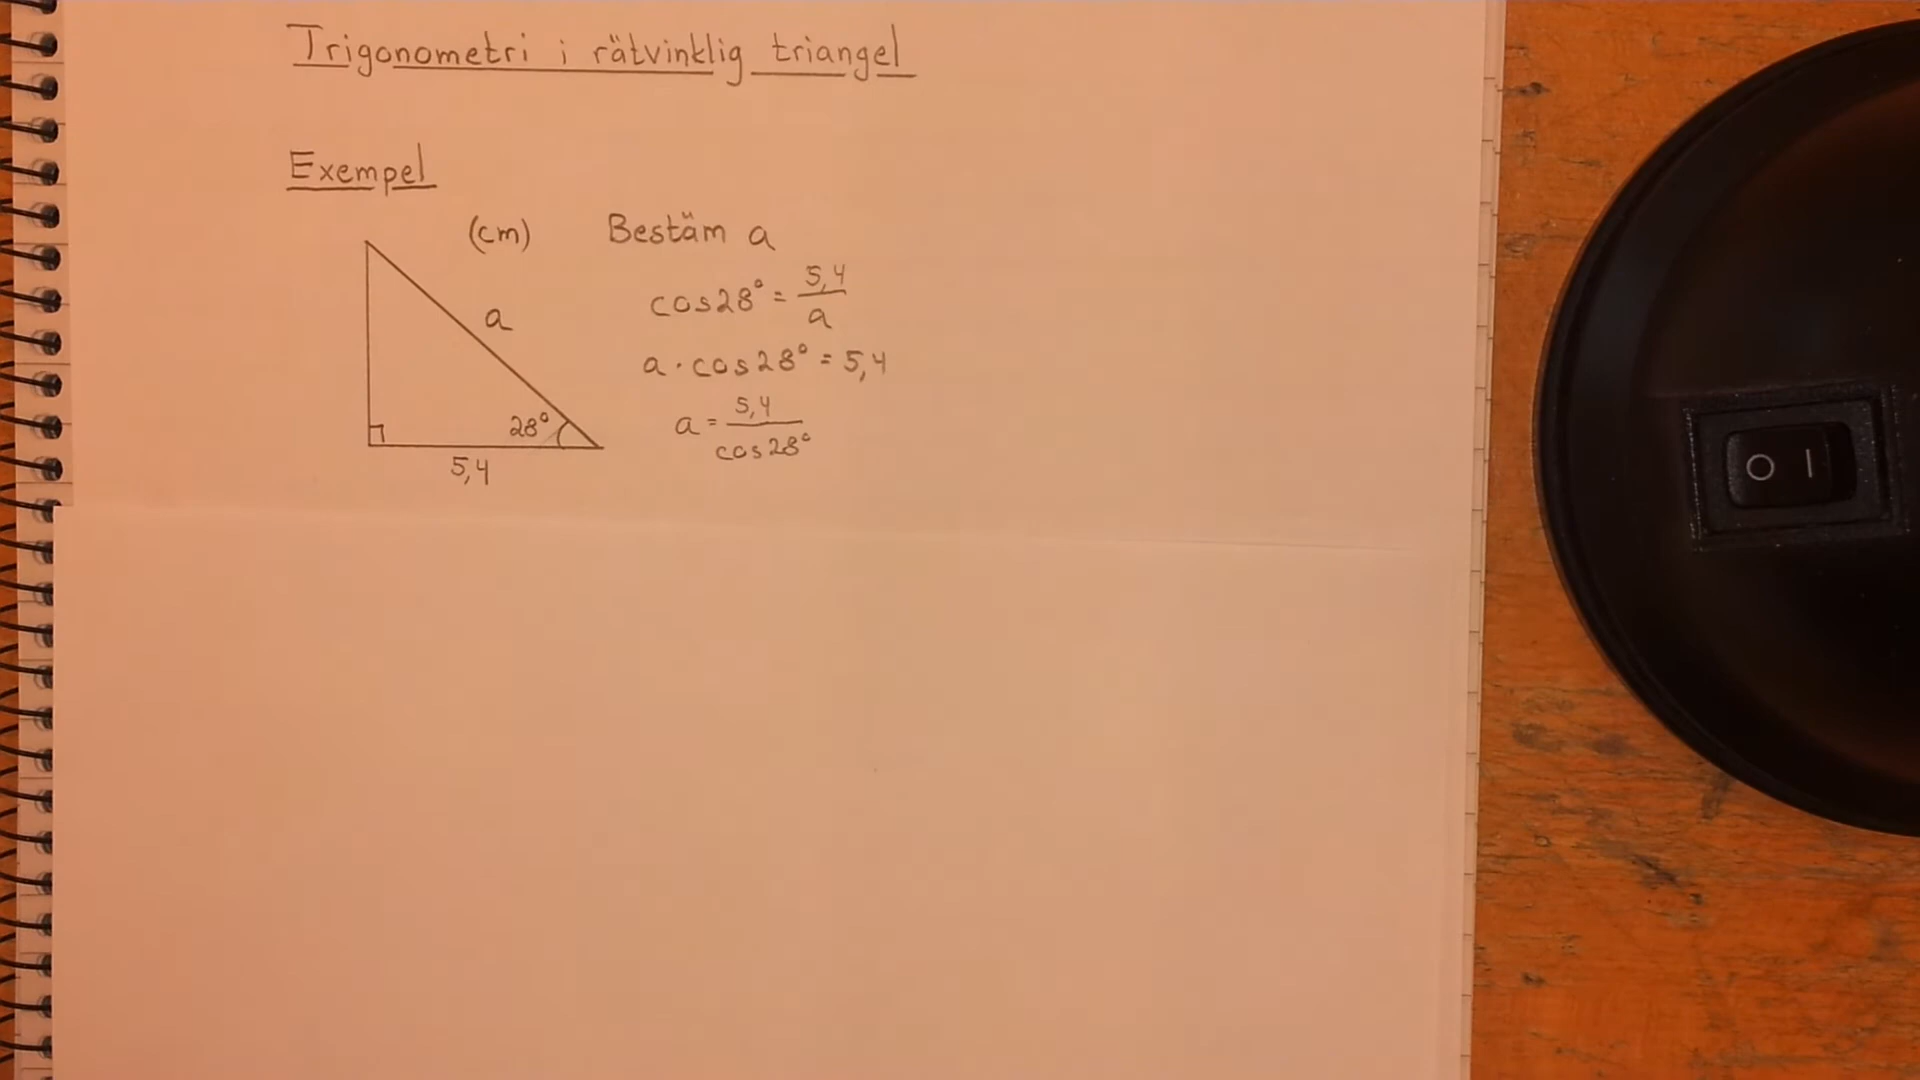 Trigonometri i rätvinklig triangel
Exempel
(cm) Bestäm a
a
28°
5,4
cos28° = 5,4/a
a · cos28° = 5,4
a = 5,4/cos28°
O I